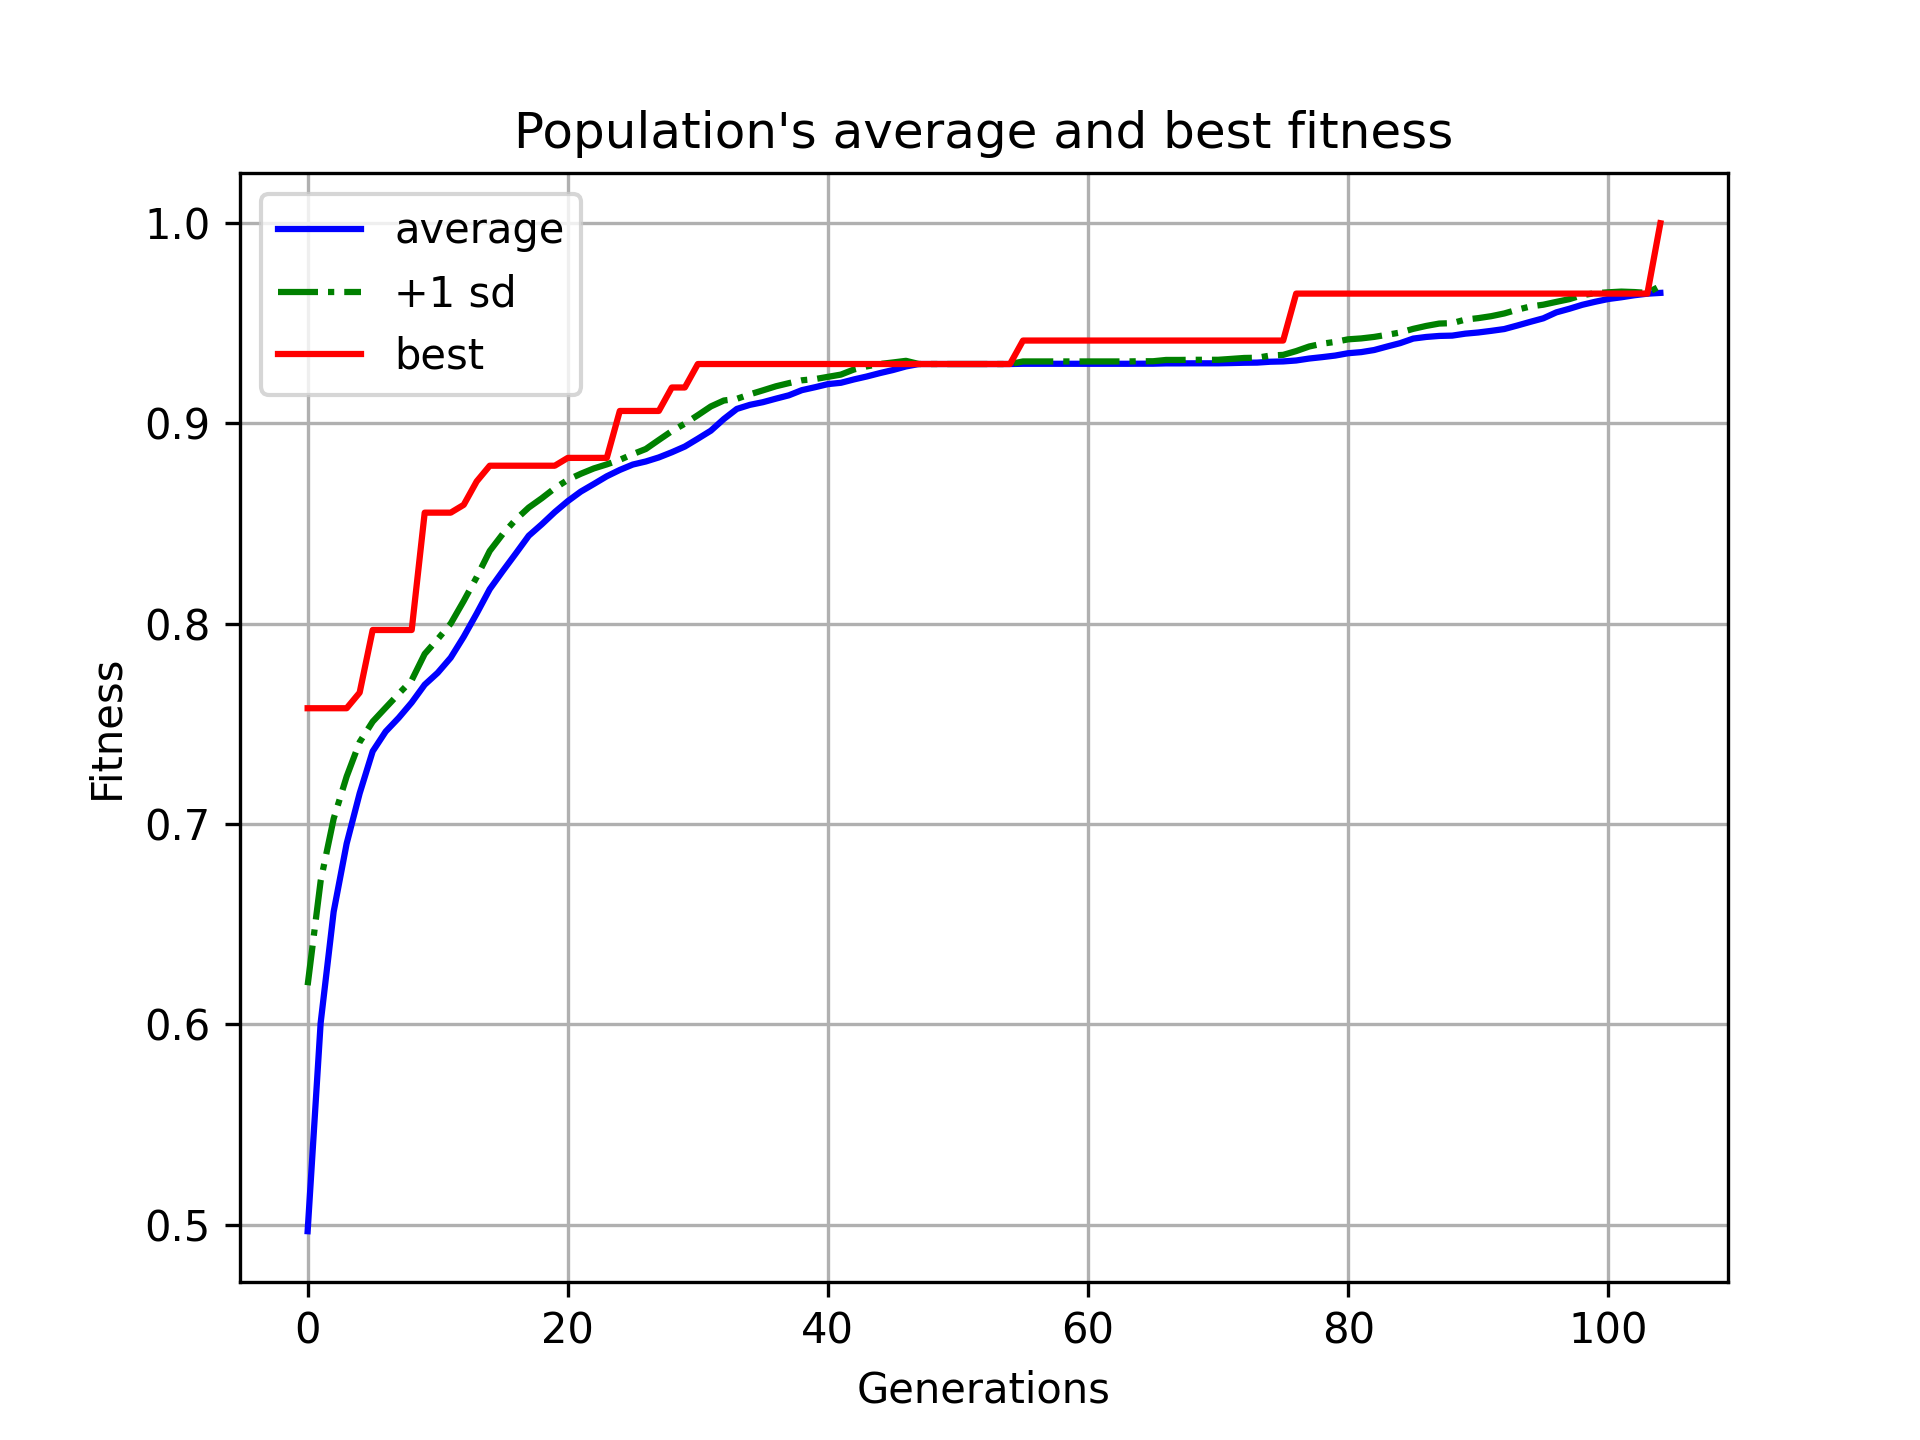 Population's average and best fitness
average
+1 sd
best
1.0
0.9
0.8
0.7
0.6
0.5
Fitness
0 20 40 60 80 100
Generations